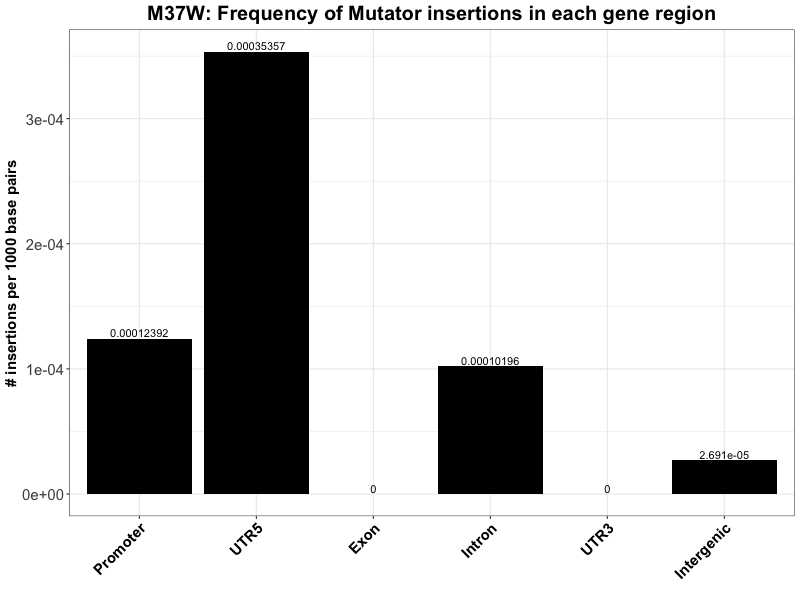 M37W: Frequency of Mutator insertions in each gene region
# insertions per 1000 base pairs
3e-04
2e-04
1e-04
0e+00
0.00012392
0.00035357
0
0.00010196
0
2.691e-05
Promoter
UTR5
Exon
Intron
UTR3
Intergenic